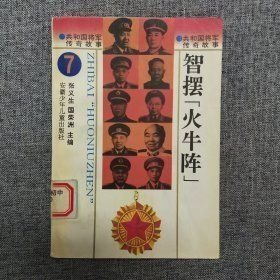 共和国将军
传奇故事
共和国将军
传奇故事
7
智摆「火牛阵」
ZHIBAI "HUONIUZHEN"
张义生 国荣洲 主编
安徽少年儿童出版社
初中